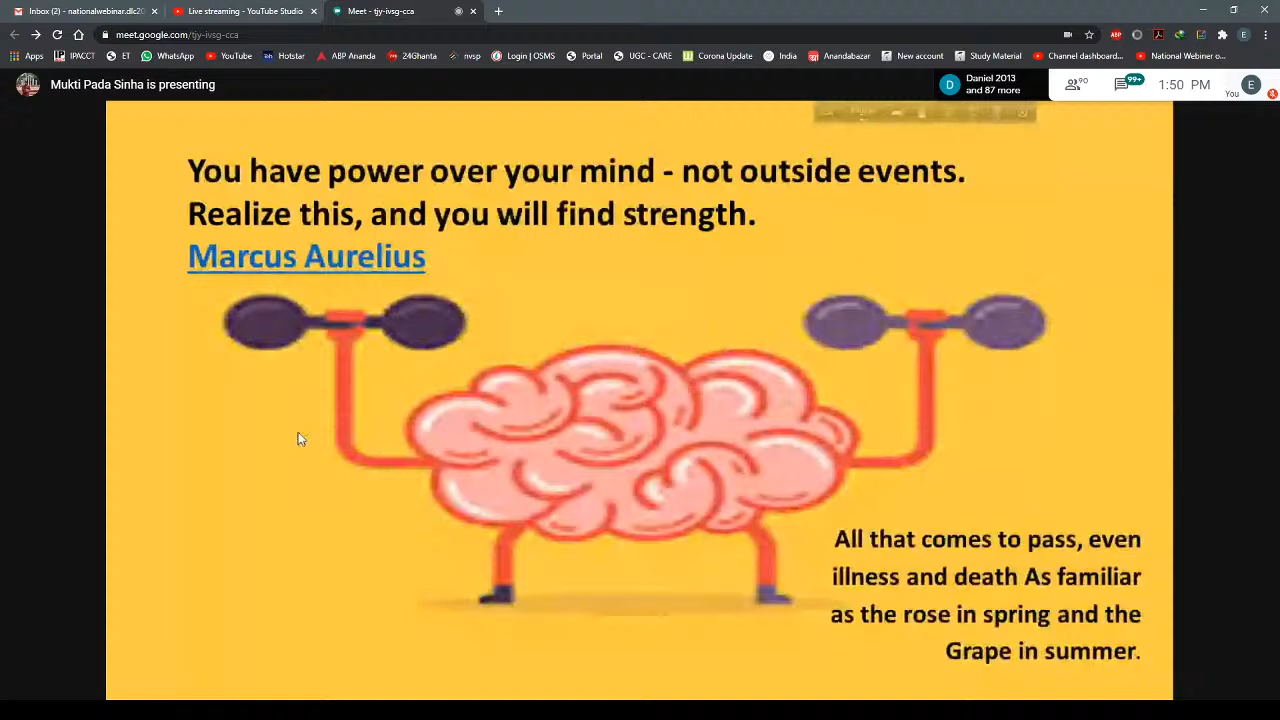 Inbox (2) - nationalwebinar.dlc20
Live streaming - YouTube Studio
Meet - tjy-ivsg-cca
meet.google.com/tjy-ivsg-cca
ABP
E
Apps IPACCT ET WhatsApp YouTube Hotstar ABP Ananda 24Ghanta nvsp Login | OSMS Portal UGC - CARE Corona Update India Anandabazar New account Study Material Channel dashboard... National Webinar o...
Mukti Pada Sinha is presenting
D
Daniel 2013
and 87 more
90
99+
1:50 PM
You
E
You have power over your mind - not outside events.
Realize this, and you will find strength.
Marcus Aurelius
All that comes to pass, even
illness and death As familiar
as the rose in spring and the
Grape in summer.